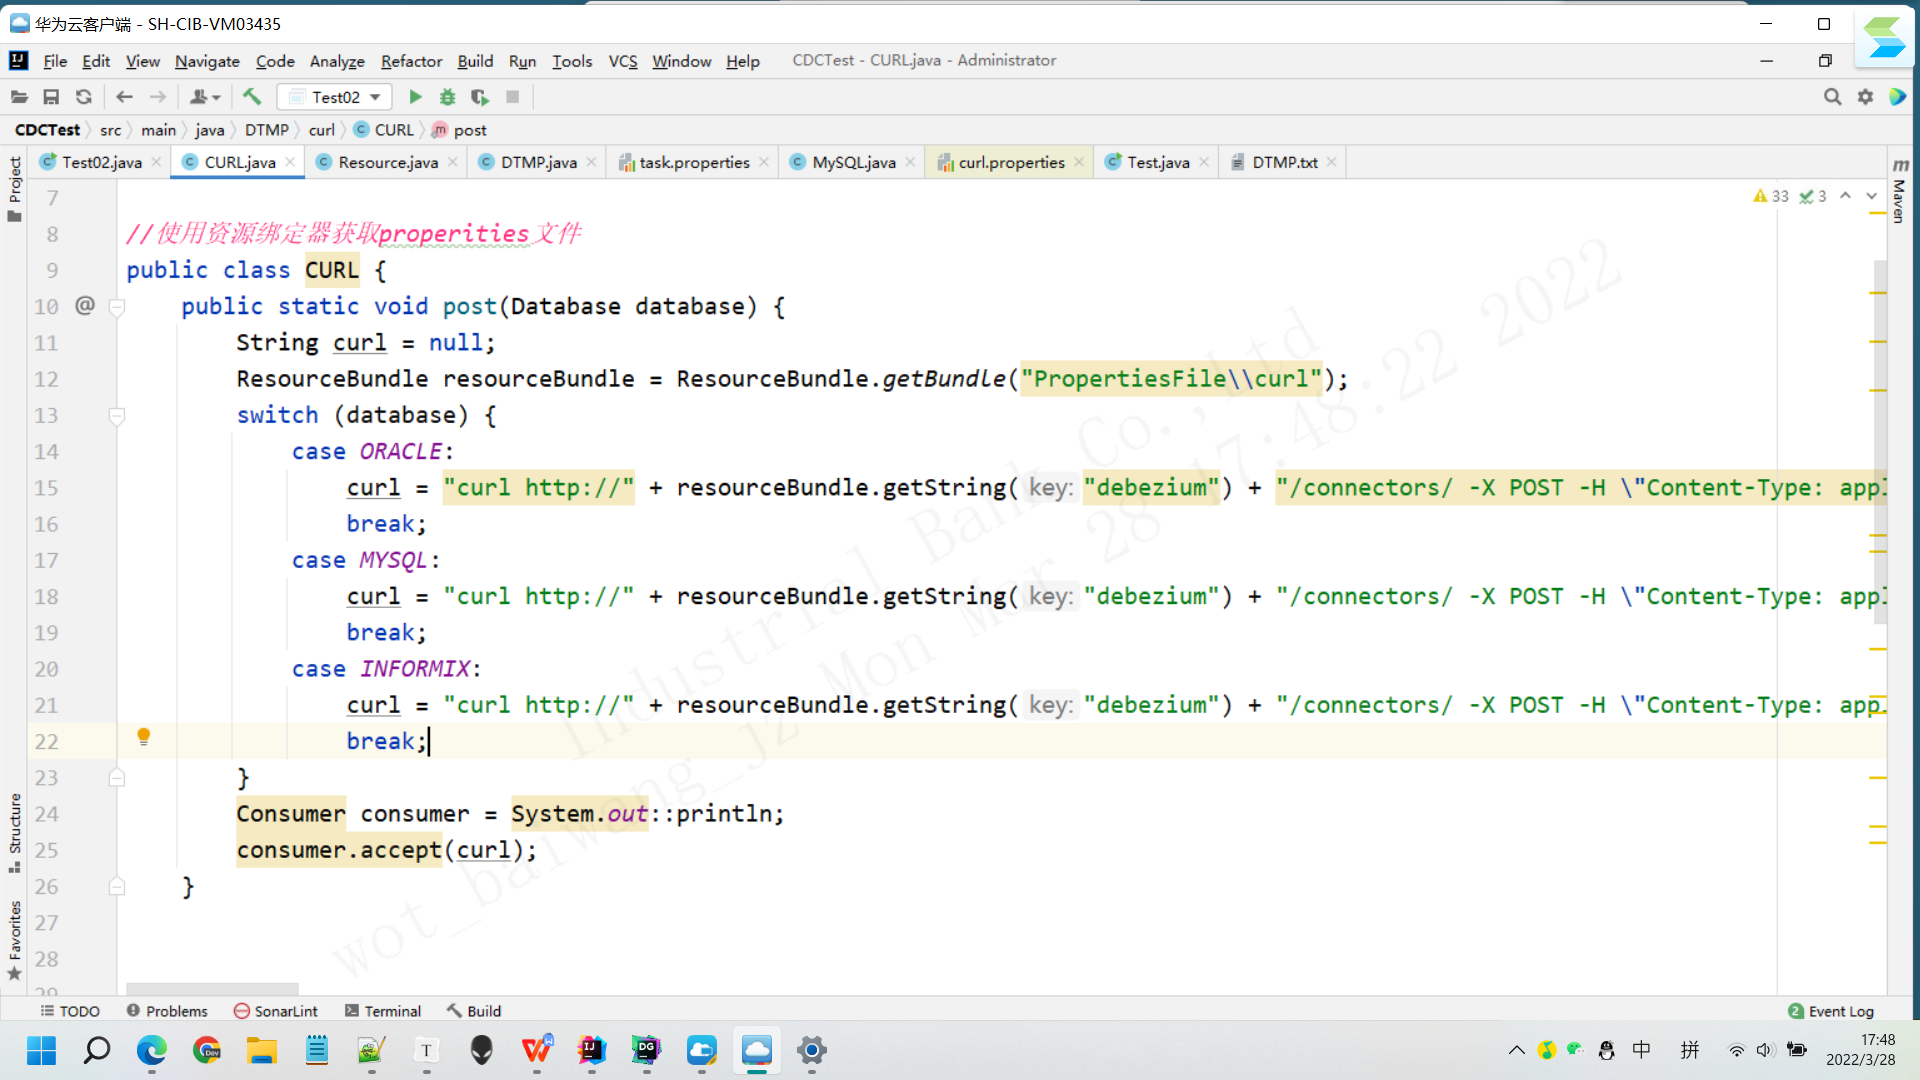 华为云客户端 - SH-CIB-VM03435
File Edit View Navigate Code Analyze Refactor Build Run Tools VCS Window Help CDCTest - CURL.java - Administrator
Test02
CDCTest src main java DTMP curl CURL post
Test02.java CURL.java Resource.java DTMP.java task.properties MySQL.java curl.properties Test.java DTMP.txt
Project
Maven
33 3
7
8 //使用资源绑定器获取properities文件
9 public class CURL {
10 @ public static void post(Database database) {
11 String curl = null;
12 ResourceBundle resourceBundle = ResourceBundle.getBundle("PropertiesFile\\curl");
13 switch (database) {
14 case ORACLE:
15 curl = "curl http://" + resourceBundle.getString( key: "debezium") + "/connectors/ -X POST -H \"Content-Type: appl
16 break;
17 case MYSQL:
18 curl = "curl http://" + resourceBundle.getString( key: "debezium") + "/connectors/ -X POST -H \"Content-Type: appl
19 break;
20 case INFORMIX:
21 curl = "curl http://" + resourceBundle.getString( key: "debezium") + "/connectors/ -X POST -H \"Content-Type: appl
22 break;
23 }
24 Consumer consumer = System.out::println;
25 consumer.accept(curl);
26 }
27
28
29
Industrial Bank Co.,Ltd
wot_baiwang_jz Mon Mar 28 17:48:22 2022
Structure
Favorites
TODO Problems SonarLint Terminal Build 2 Event Log
中 拼 17:48
2022/3/28